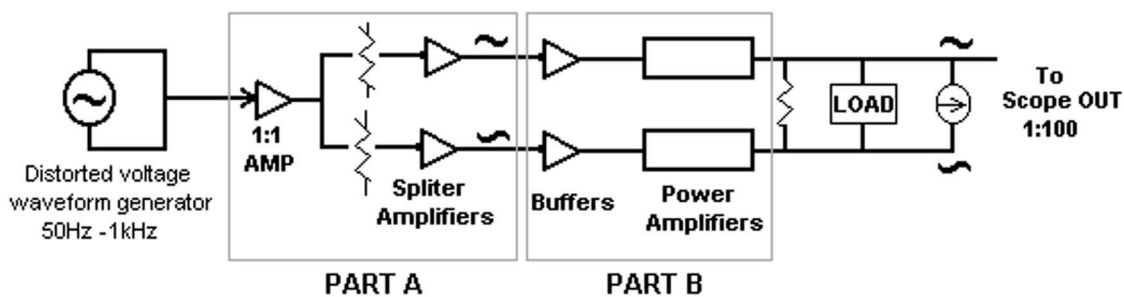 Distorted voltage
waveform generator
50Hz -1kHz
1:1
AMP
Spliter
Amplifiers
PART A
Buffers
Power
Amplifiers
PART B
LOAD
To
Scope OUT
1:100